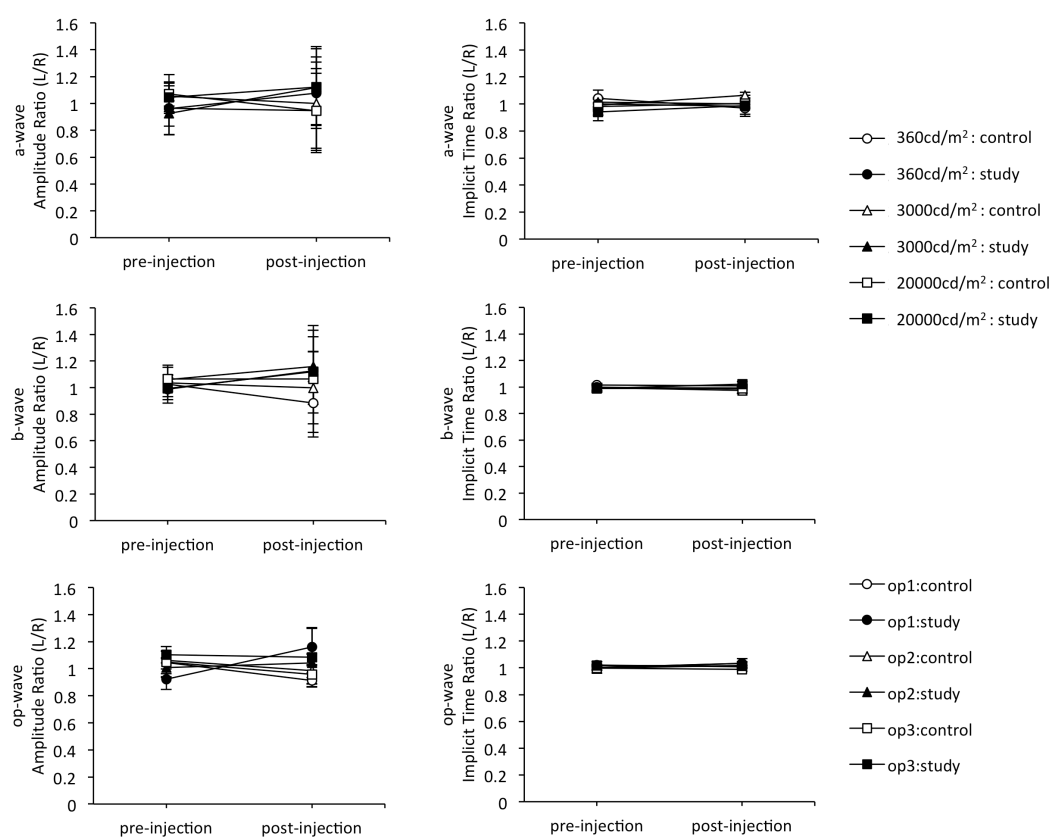 1.6
1.4
1.2
1
0.8
0.6
0.4
0.2
0
a-wave
Amplitude Ratio (L/R)
pre-injection post-injection
1.6
1.4
1.2
1
0.8
0.6
0.4
0.2
0
a-wave
Implicit Time Ratio (L/R)
pre-injection post-injection
360cd/m² : control
360cd/m² : study
3000cd/m² : control
3000cd/m² : study
20000cd/m² : control
20000cd/m² : study
1.6
1.4
1.2
1
0.8
0.6
0.4
0.2
0
b-wave
Amplitude Ratio (L/R)
pre-injection post-injection
1.6
1.4
1.2
1
0.8
0.6
0.4
0.2
0
b-wave
Implicit Time Ratio (L/R)
pre-injection post-injection
1.6
1.4
1.2
1
0.8
0.6
0.4
0.2
0
op-wave
Amplitude Ratio (L/R)
pre-injection post-injection
1.6
1.4
1.2
1
0.8
0.6
0.4
0.2
0
op-wave
Implicit Time Ratio (L/R)
pre-injection post-injection
op1:control
op1:study
op2:control
op2:study
op3:control
op3:study